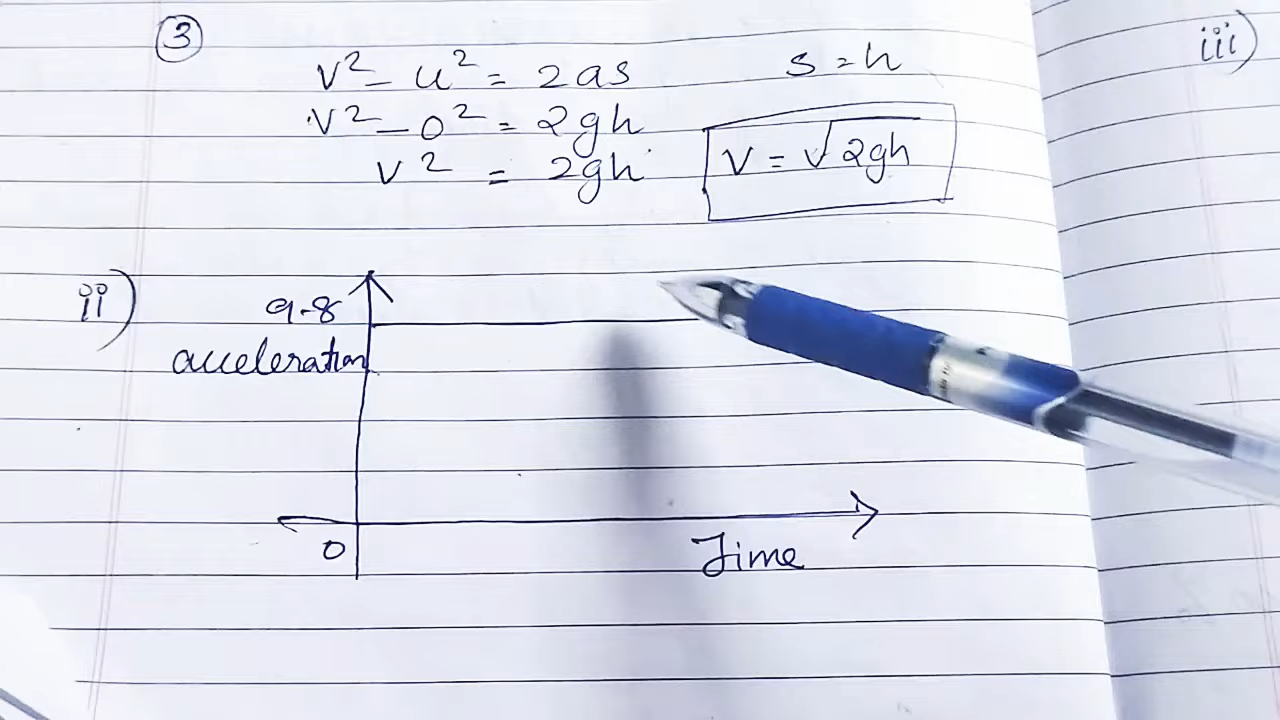 3
v² - u² = 2as
s = h
v² - 0² = 2gh
v² = 2gh
v = √2gh
ii)
9.8
acceleration
0
Time
iii)